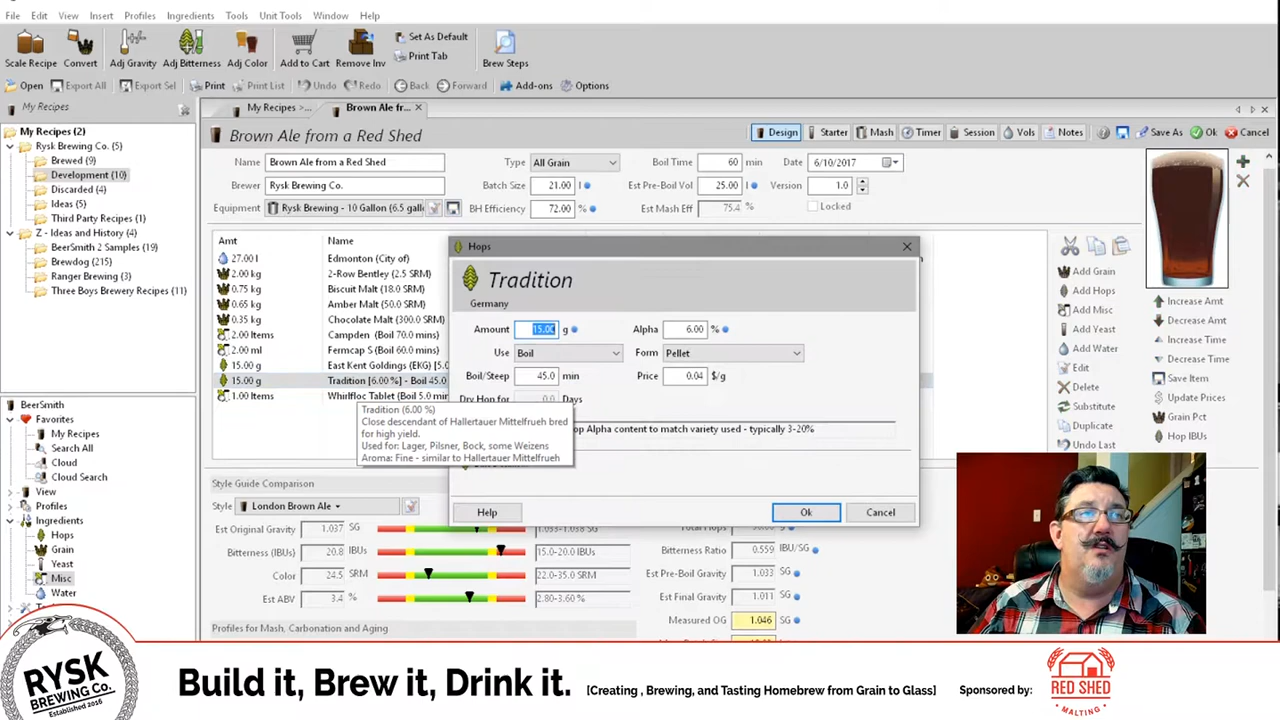 File Edit View Insert Profiles Ingredients Tools Unit Tools Window Help
Scale Recipe Convert Adj Gravity Adj Bitterness Adj Color Add to Cart Remove Inv Set As Default Print Tab Brew Steps
Open Export All Export Sel Print Print List Undo Redo Back Forward Add-ons Options
My Recipes
My Recipes >... Brown Ale fr...
My Recipes (2)
Rysk Brewing Co. (5)
Brewed (9)
Development (10)
Discarded (4)
Ideas (5)
Third Party Recipes (1)
Z - Ideas and History (4)
BeerSmith 2 Samples (19)
Brewdog (215)
Ranger Brewing (3)
Three Boys Brewery Recipes (11)
Brown Ale from a Red Shed
Design Starter Mash Timer Session Vols Notes Save As Ok Cancel
Name Brown Ale from a Red Shed Type All Grain Boil Time 60 min Date 6/10/2017
Brewer Rysk Brewing Co. Batch Size 21.00 l Est Pre-Boil Vol 25.00 l Version 1.0
Equipment Rysk Brewing - 10 Gallon (6.5 gall BH Efficiency 72.00 % Est Mash Eff 75.4 % Locked
Amt Name
27.00 l Edmonton (City of)
2.00 kg 2-Row Bentley (2.5 SRM)
0.75 kg Biscuit Malt (18.0 SRM)
0.65 kg Amber Malt (50.0 SRM)
0.35 kg Chocolate Malt (300.0 SRM)
2.00 Items Campden (Boil 70.0 mins)
2.00 ml Fermcap S (Boil 60.0 mins)
15.00 g East Kent Goldings (EKG) [5.0
15.00 g Tradition [6.00 %] - Boil 45.0
1.00 Items Whirlfloc Tablet (Boil 5.0 min
Tradition (6.00 %)
Close descendant of Hallertauer Mittelfrueh bred
for high yield.
Used for: Lager, Pilsner, Bock, some Weizens
Aroma: Fine - similar to Hallertauer Mittelfrueh
Hops
Tradition
Germany
Amount 15.00 g Alpha 6.00 %
Use Boil Form Pellet
Boil/Steep 45.0 min Price 0.04 $/g
Dry Hop for 0.0 Days
op Alpha content to match variety used - typically 3-20%
Help Ok Cancel
Add Grain
Add Hops
Add Misc
Add Yeast
Add Water
Edit
Delete
Substitute
Duplicate
Undo Last
Increase Amt
Decrease Amt
Increase Time
Decrease Time
Save Item
Update Prices
Grain Pct
Hop IBUs
BeerSmith
Favorites
My Recipes
Search All
Cloud
Cloud Search
View
Profiles
Ingredients
Hops
Grain
Yeast
Misc
Water
Style Guide Comparison
Style London Brown Ale
Est Original Gravity 1.037 SG 1.033-1.038 SG
Bitterness (IBUs) 20.8 IBUs 15.0-20.0 IBUs Bitterness Ratio 0.559 IBU/SG
Color 24.5 SRM 22.0-35.0 SRM Est Pre-Boil Gravity 1.033 SG
Est ABV 3.4 % 2.80-3.60 % Est Final Gravity 1.011 SG
Measured OG 1.046 SG
Profiles for Mash, Carbonation and Aging
RYSK
BREWING Co.
Established 2016
Build it, Brew it, Drink it. [Creating , Brewing, and Tasting Homebrew from Grain to Glass] Sponsored by:
RED SHED
MALTING